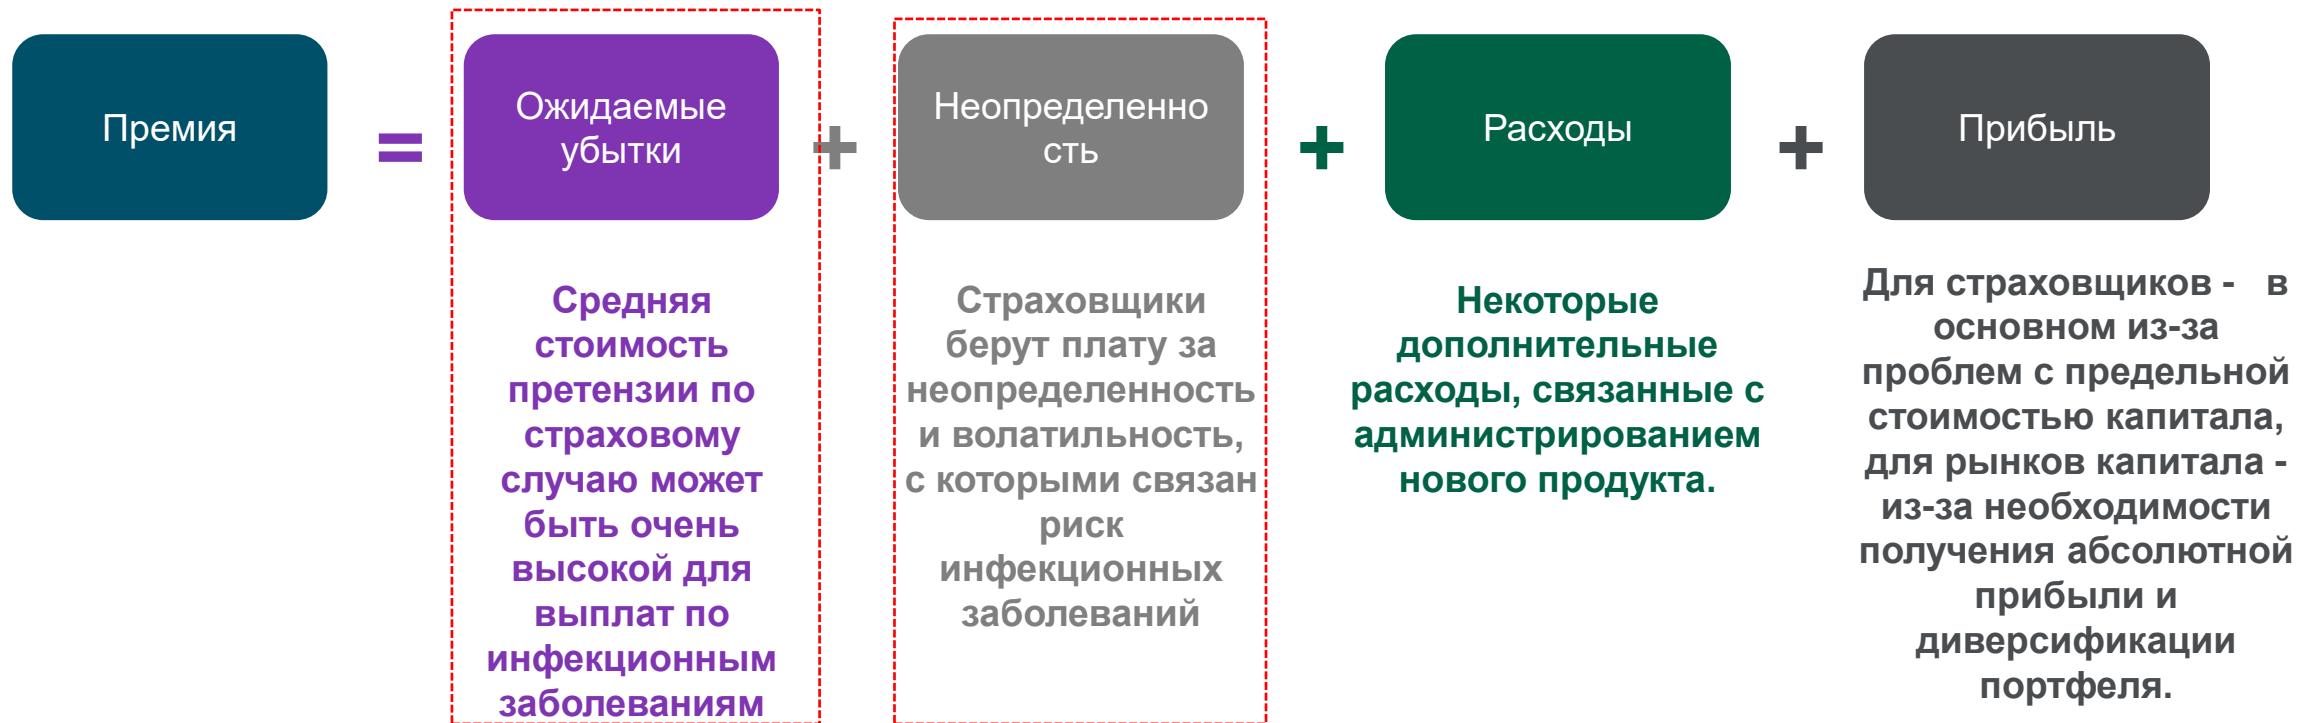 Премия
=
Ожидаемые
убытки
+
Неопределенно
сть
+
Расходы
+
Прибыль
Средняя
стоимость
претензии по
страховому
случаю может
быть очень
высокой для
выплат по
инфекционным
заболеваниям
Страховщики
берут плату за
неопределенность
и волатильность,
с которыми связан
риск
инфекционных
заболеваний
Некоторые
дополнительные
расходы, связанные с
администрированием
нового продукта.
Для страховщиков - в
основном из-за
проблем с предельной
стоимостью капитала,
для рынков капитала -
из-за необходимости
получения абсолютной
прибыли и
диверсификации
портфеля.